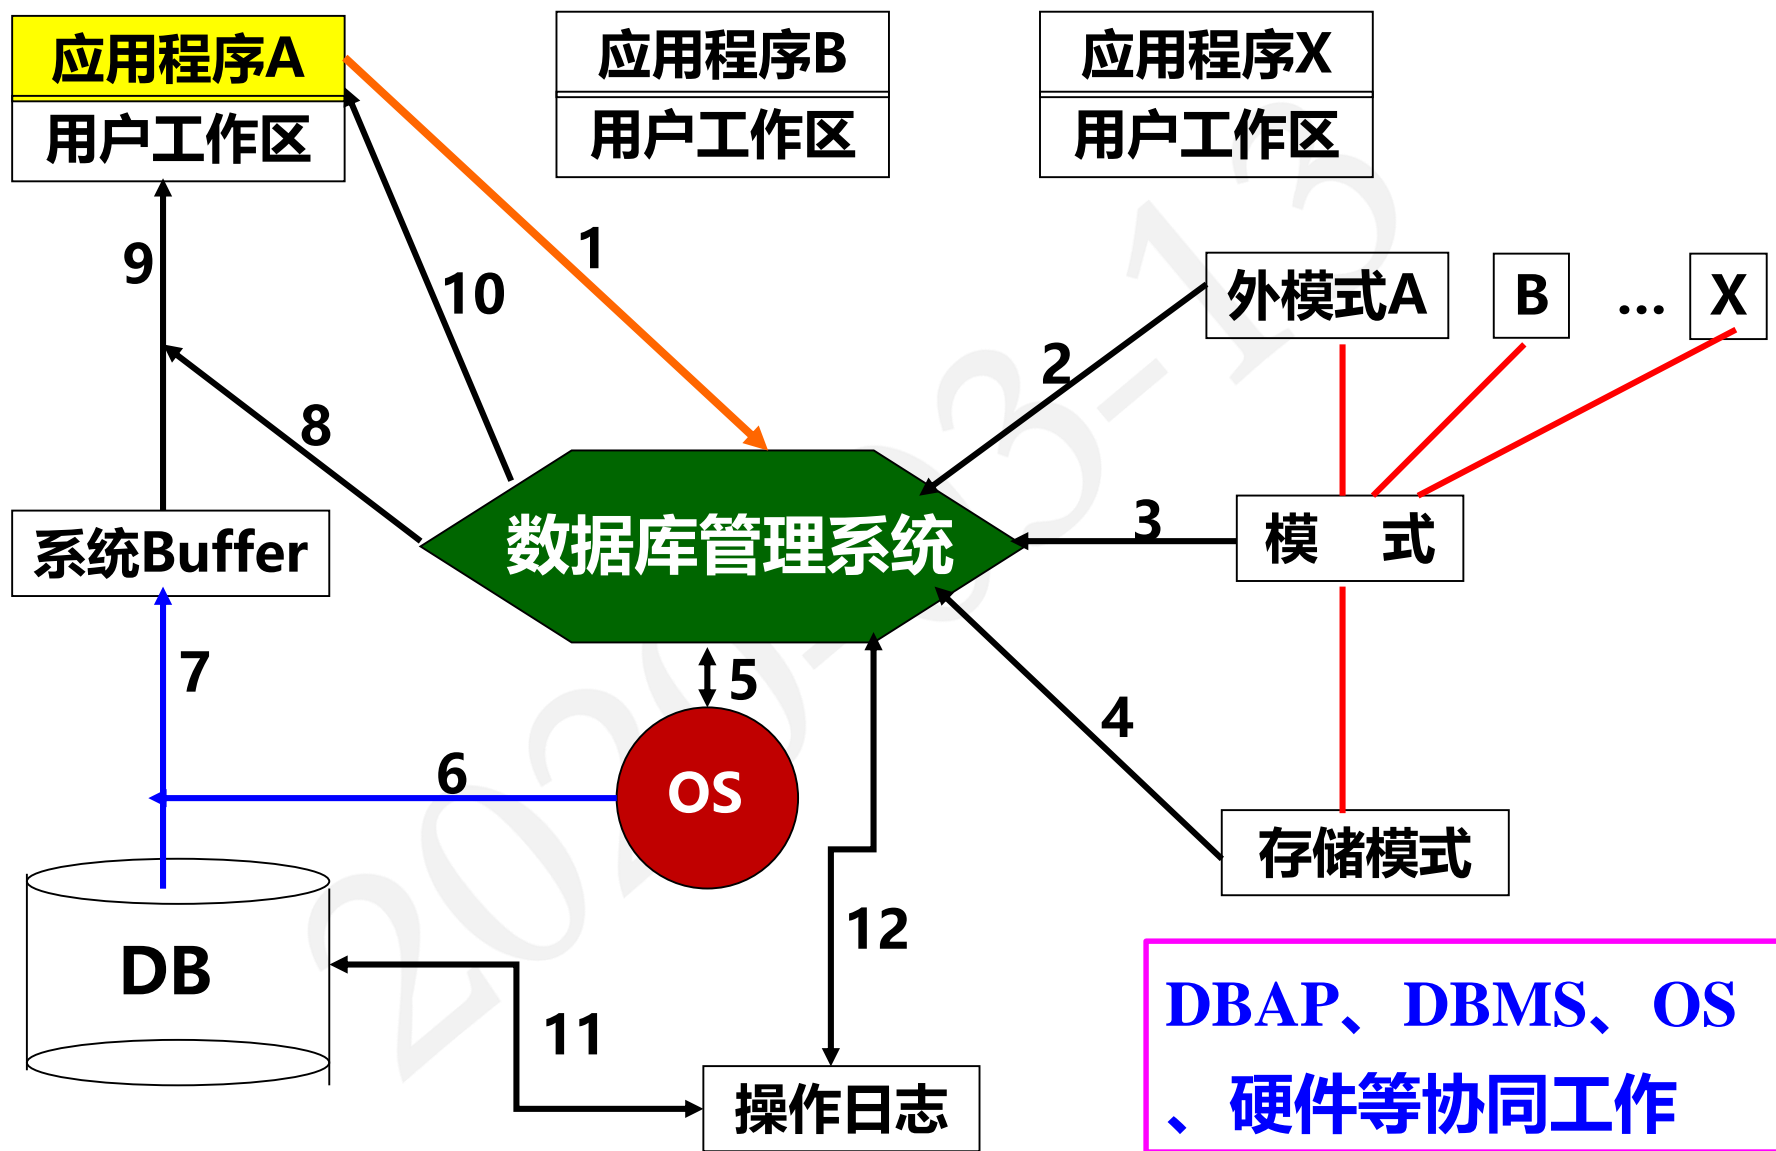 应用程序A
应用程序B
应用程序X
用户工作区
用户工作区
用户工作区
1
9
10
外模式A
B
...
X
2
8
数据库管理系统
3
模 式
系统Buffer
7
5
4
6
OS
存储模式
12
DB
11
操作日志
DBAP、DBMS、OS
、硬件等协同工作
2020-03-13